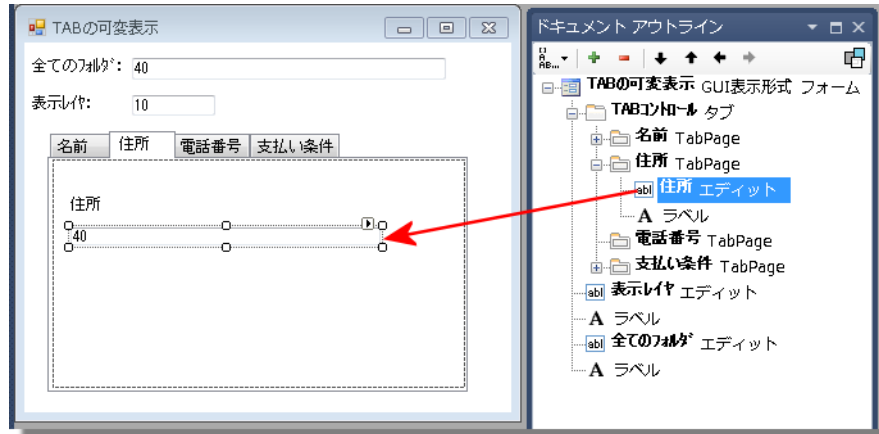 TABの可変表示
全てのﾌｫﾙﾀﾞ: 40
表示ﾚｲﾔ: 10
名前 住所 電話番号 支払い条件
住所
40
ドキュメント アウトライン
TABの可変表示 GUI表示形式 フォーム
TABｺﾝﾄﾛｰﾙ タブ
名前 TabPage
住所 TabPage
abl 住所 エディット
A ラベル
電話番号 TabPage
支払い条件 TabPage
abl 表示ﾚｲﾔ エディット
A ラベル
abl 全てのﾌｫﾙﾀﾞ エディット
A ラベル